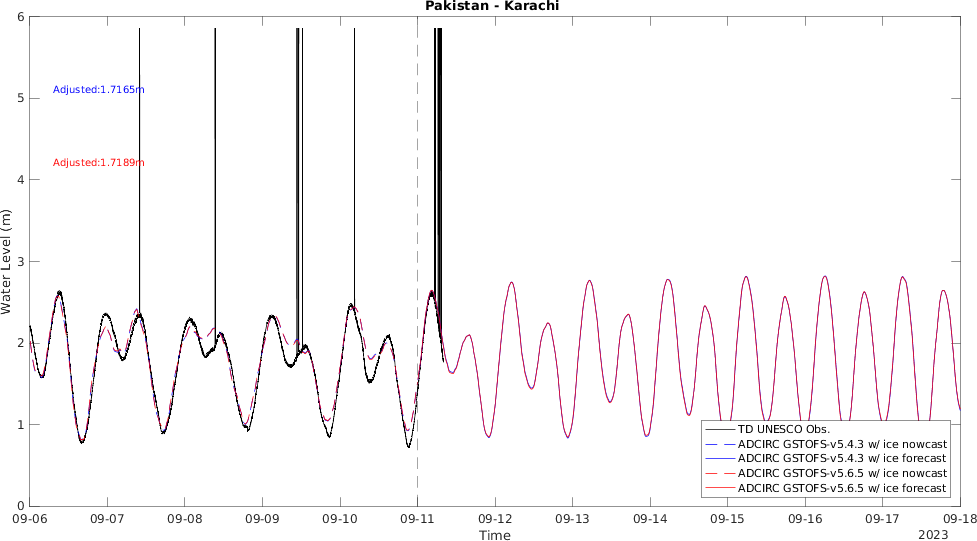 Pakistan - Karachi
6
5
4
3
2
1
0
Water Level (m)
Adjusted:1.7165m
Adjusted:1.7189m
TD UNESCO Obs.
ADCIRC GSTOFS-v5.4.3 w/ ice nowcast
ADCIRC GSTOFS-v5.4.3 w/ ice forecast
ADCIRC GSTOFS-v5.6.5 w/ ice nowcast
ADCIRC GSTOFS-v5.6.5 w/ ice forecast
09-06 09-07 09-08 09-09 09-10 09-11 09-12 09-13 09-14 09-15 09-16 09-17 09-18
Time
2023